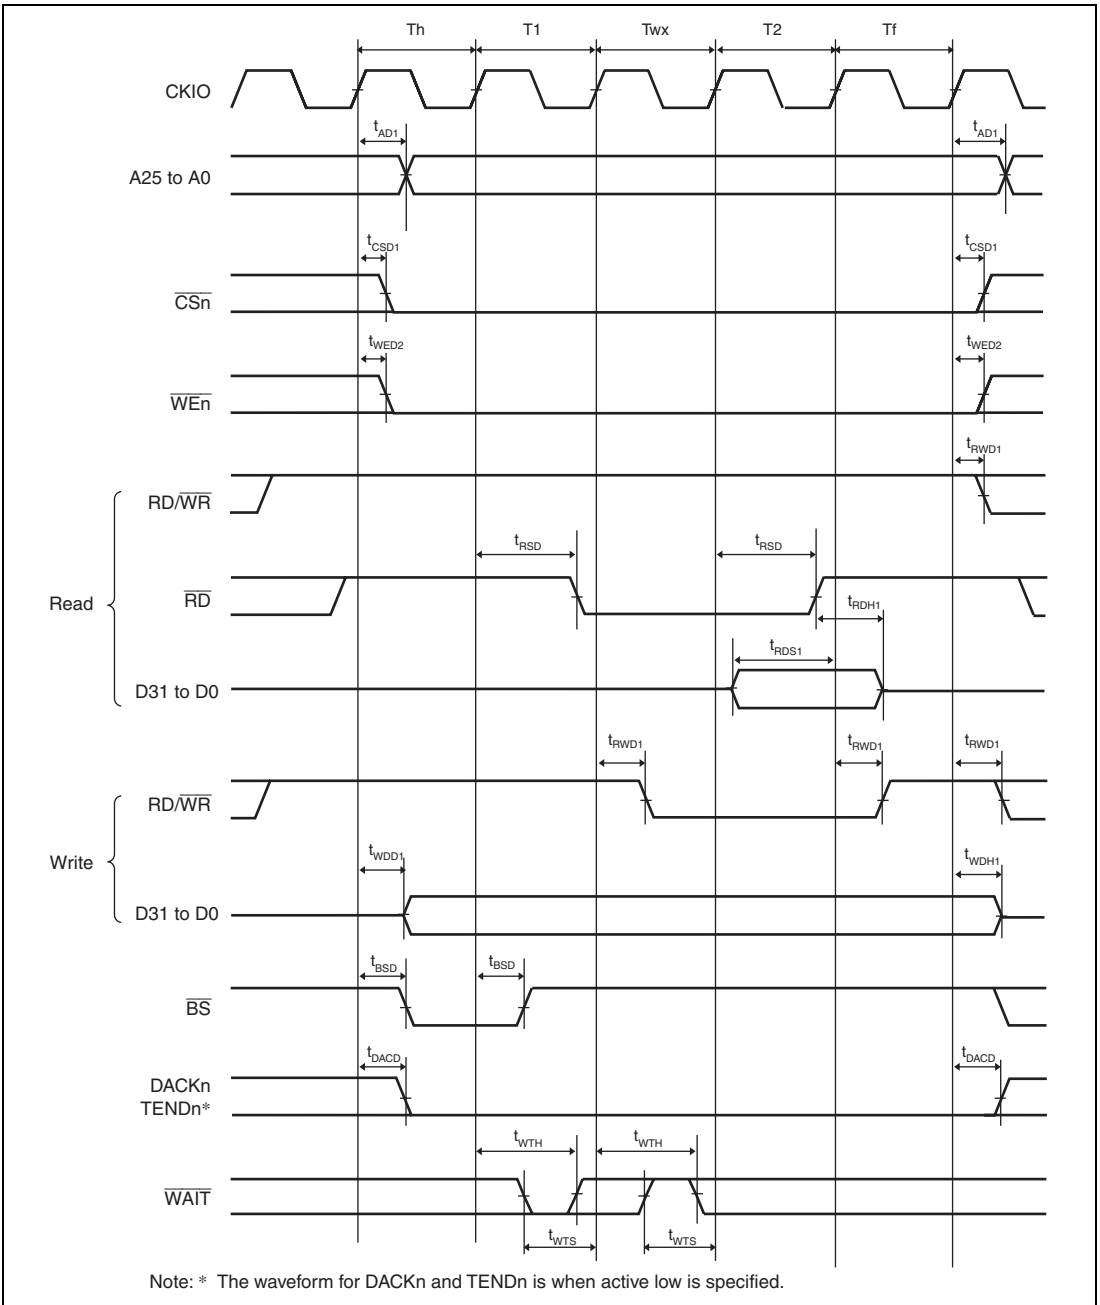 Th T1 Twx T2 Tf
CKIO
tAD1 tAD1
A25 to A0
tCSD1 tCSD1
CSn
tWED2 tWED2
WEn
tRWD1
RD/WR
tRSD tRSD
Read
RD
tRDH1
tRDS1
D31 to D0
tRWD1 tRWD1 tRWD1
RD/WR
Write
tWDD1 tWDH1
D31 to D0
tBSD tBSD
BS
tDACD tDACD
DACKn
TENDn*
tWTH tWTH
WAIT
tWTS tWTS
Note: * The waveform for DACKn and TENDn is when active low is specified.